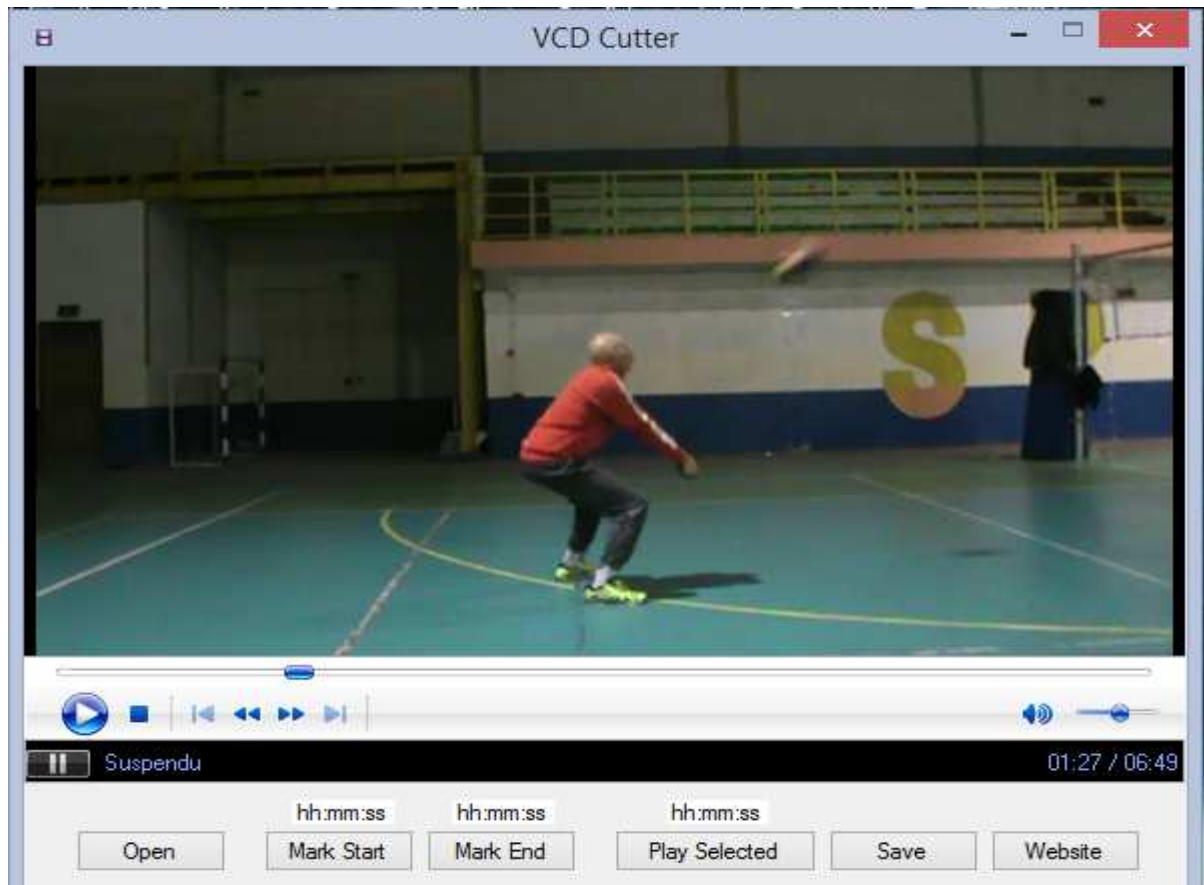 VCD Cutter
S
Suspendu 01:27 / 06:49
hh:mm:ss hh:mm:ss hh:mm:ss
Open Mark Start Mark End Play Selected Save Website